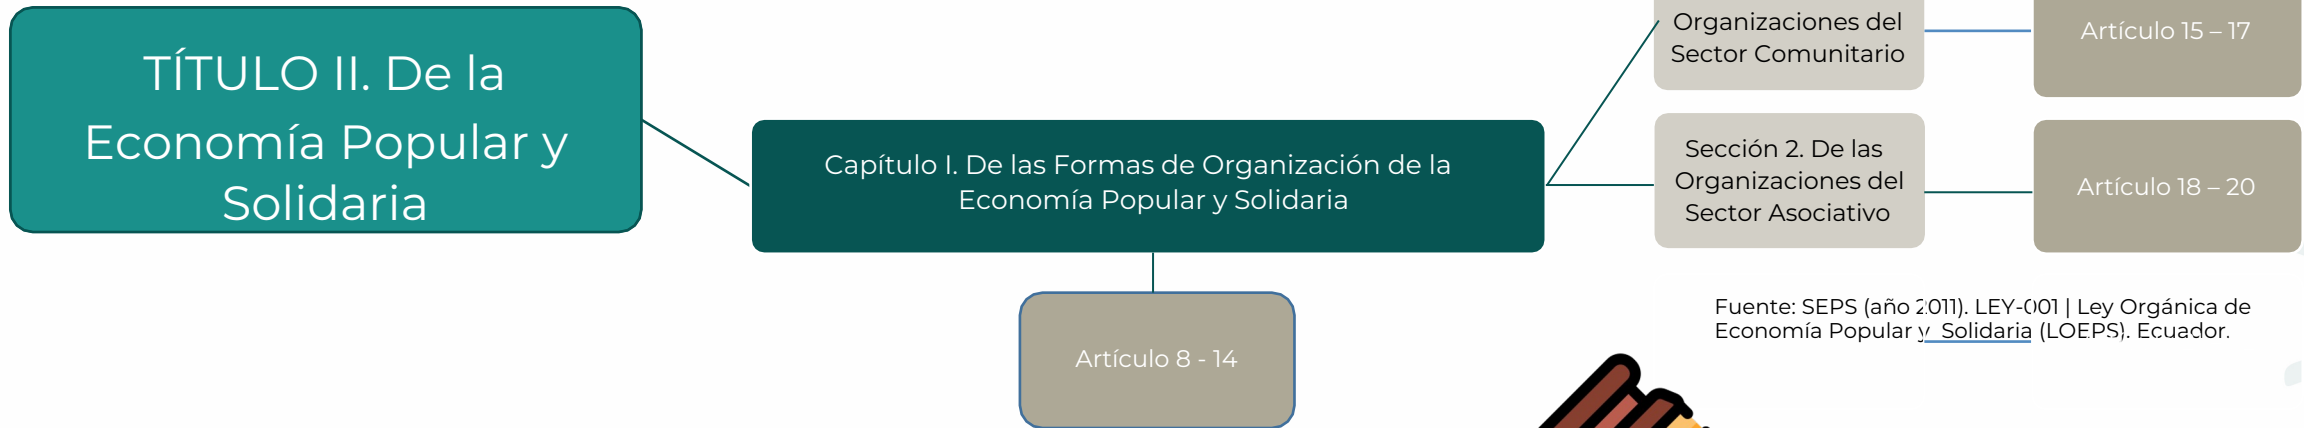 TÍTULO II. De la
Economía Popular y
Solidaria
Capítulo I. De las Formas de Organización de la
Economía Popular y Solidaria
Artículo 8 - 14
Organizaciones del
Sector Comunitario
Artículo 15 – 17
Sección 2. De las
Organizaciones del
Sector Asociativo
Artículo 18 – 20
Fuente: SEPS (año 2011). LEY-001 | Ley Orgánica de
Economía Popular y Solidaria (LOEPS). Ecuador.